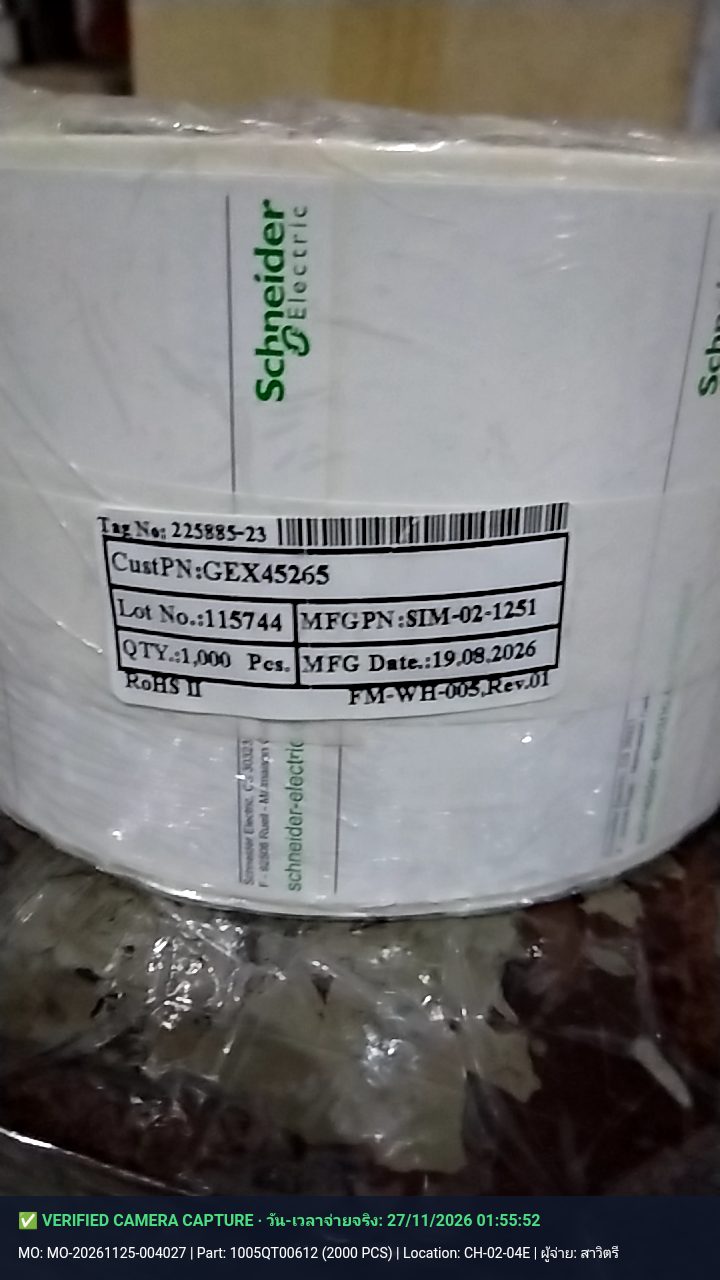 Schneider
Electric
Tag No: 225885-23
CustPN:GEX45265
Lot No.:115744 MFGPN:SIM-02-1251
QTY.:1,000 Pcs. MFG Date.:19.08.2026
RoHS II FM-WH-005,Rev.01
Schneider Electric
schneider-electric
✅ VERIFIED CAMERA CAPTURE · วัน-เวลาจ่ายจริง: 27/11/2026 01:55:52
MO: MO-20261125-004027 | Part: 1005QT00612 (2000 PCS) | Location: CH-02-04E | ผู้จ่าย: สาวิตรี